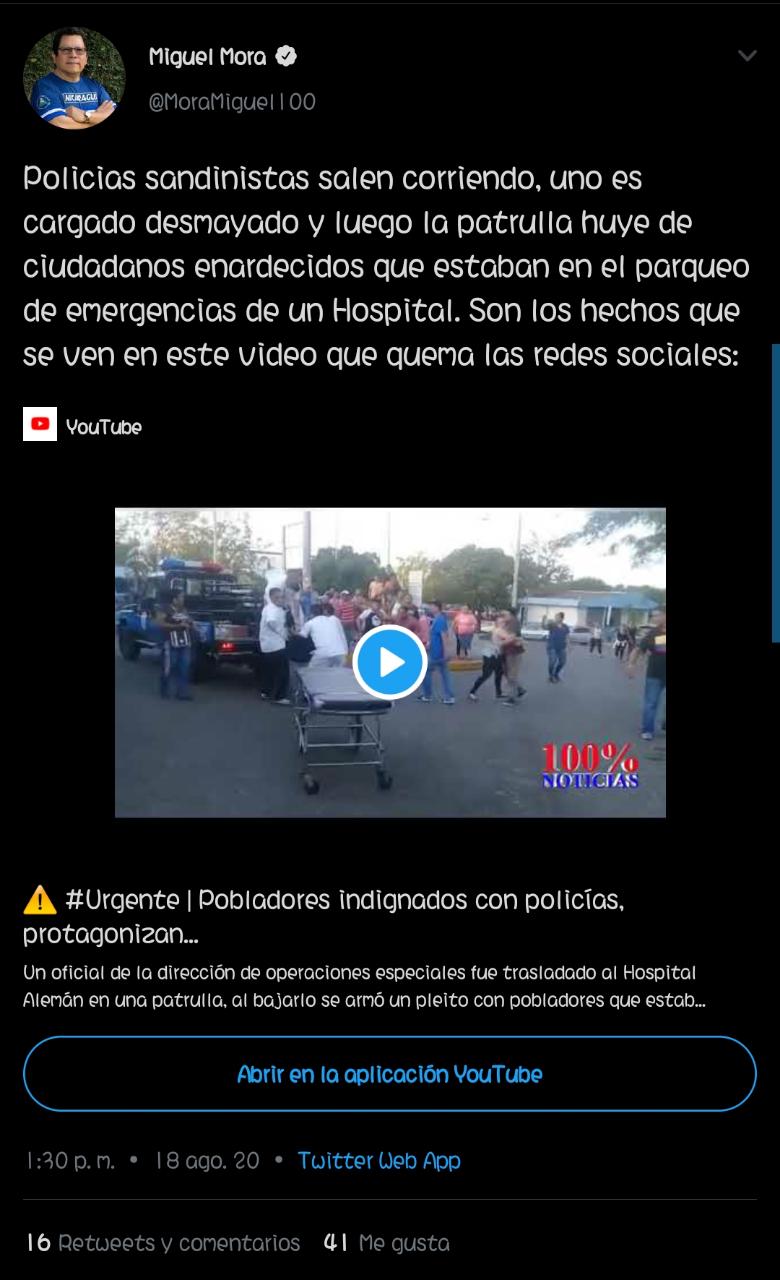 Miguel Mora
@MoraMiguel100
Policias sandinistas salen corriendo, uno es
cargado desmayado y luego la patrulla huye de
ciudadanos enardecidos que estaban en el parqueo
de emergencias de un Hospital. Son los hechos que
se ven en este video que quema las redes sociales:
YouTube
100%
NOTICIAS
⚠️ #Urgente | Pobladores indignados con policías,
protagonizan...
Un oficial de la dirección de operaciones especiales fue trasladado al Hospital
Alemán en una patrulla, al bajarlo se armó un pleito con pobladores que estab...
Abrir en la aplicación YouTube
1:30 p. m. • 18 ago. 20 • Twitter Web App
16 Retweets y comentarios 41 Me gusta